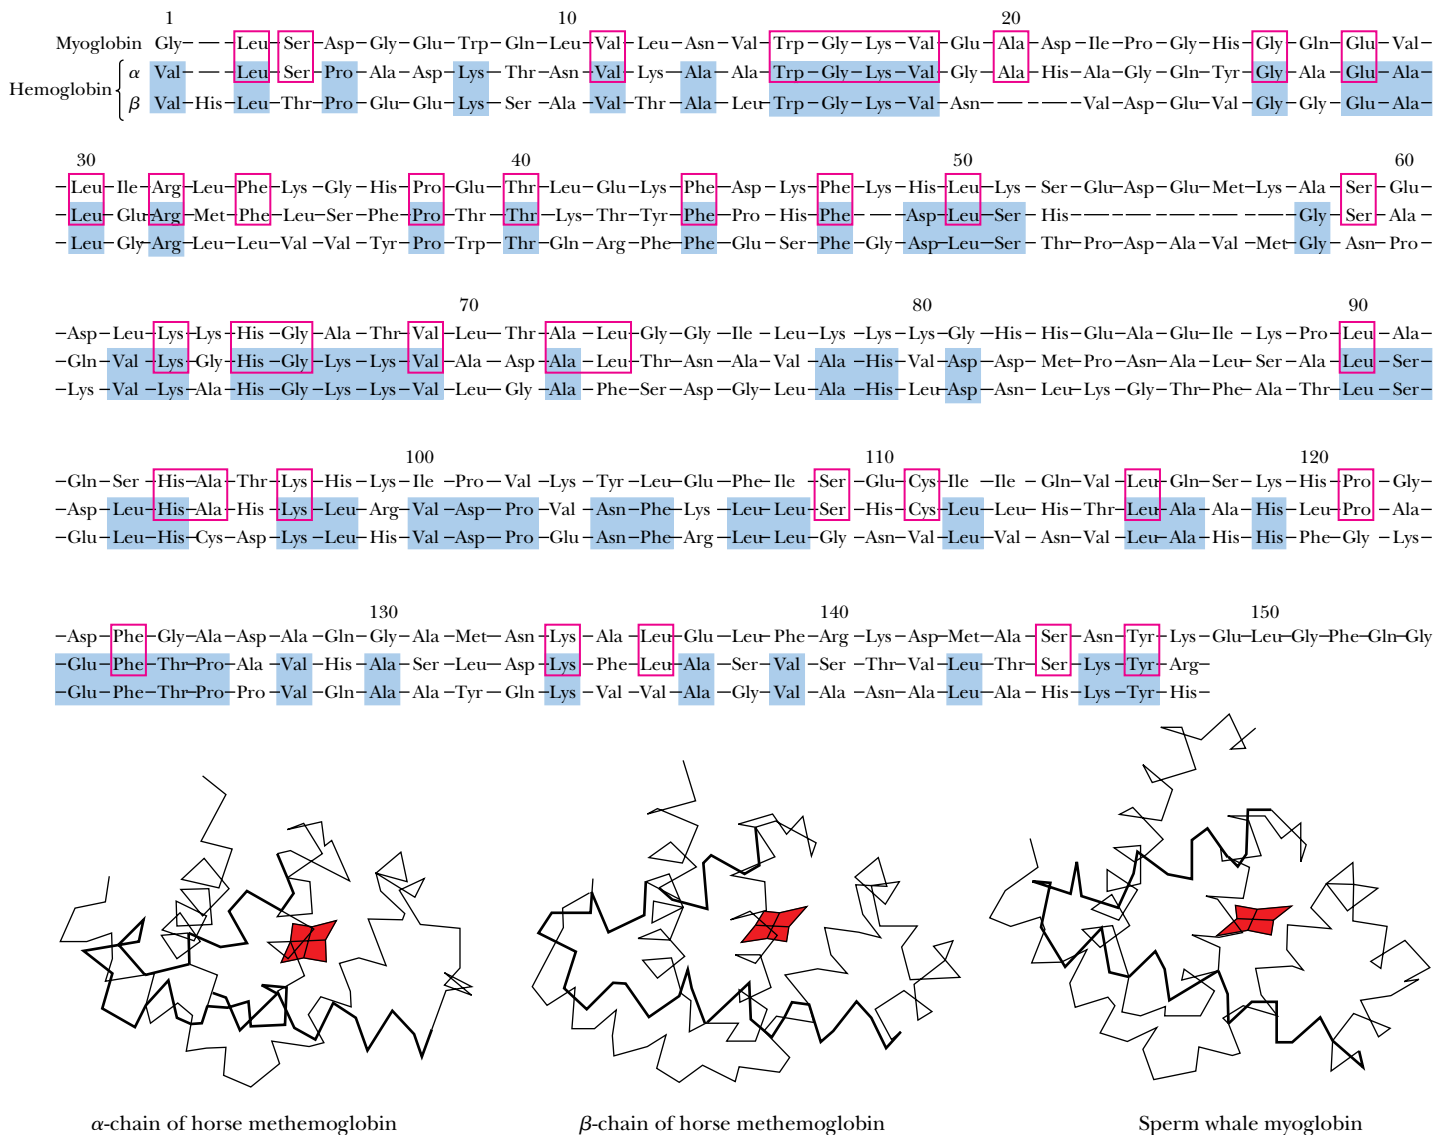 1 10 20
Myoglobin Gly- — -Leu-Ser-Asp-Gly-Glu-Trp-Gln-Leu-Val-Leu-Asn-Val-Trp-Gly-Lys-Val-Glu-Ala-Asp-Ile-Pro-Gly-His-Gly-Gln-Glu-Val-
Hemoglobin
α Val- — -Leu-Ser-Pro-Ala-Asp-Lys-Thr-Asn-Val-Lys-Ala-Ala-Trp-Gly-Lys-Val-Gly-Ala-His-Ala-Gly-Gln-Tyr-Gly-Ala-Glu-Ala-
β Val-His-Leu-Thr-Pro-Glu-Glu-Lys-Ser-Ala-Val-Thr-Ala-Leu-Trp-Gly-Lys-Val-Asn- — — -Val-Asp-Glu-Val-Gly-Gly-Glu-Ala-
30 40 50 60
-Leu-Ile-Arg-Leu-Phe-Lys-Gly-His-Pro-Glu-Thr-Leu-Glu-Lys-Phe-Asp-Lys-Phe-Lys-His-Leu-Lys-Ser-Glu-Asp-Glu-Met-Lys-Ala-Ser-Glu-
-Leu-Glu-Arg-Met-Phe-Leu-Ser-Phe-Pro-Thr-Thr-Lys-Thr-Tyr-Phe-Pro-His-Phe- — -Asp-Leu-Ser-His- — — — — — -Gly-Ser-Ala-
-Leu-Gly-Arg-Leu-Leu-Val-Val-Tyr-Pro-Trp-Thr-Gln-Arg-Phe-Phe-Glu-Ser-Phe-Gly-Asp-Leu-Ser-Thr-Pro-Asp-Ala-Val-Met-Gly-Asn-Pro-
70 80 90
-Asp-Leu-Lys-Lys-His-Gly-Ala-Thr-Val-Leu-Thr-Ala-Leu-Gly-Gly-Ile-Leu-Lys-Lys-Lys-Gly-His-His-Glu-Ala-Glu-Ile-Lys-Pro-Leu-Ala-
-Gln-Val-Lys-Gly-His-Gly-Lys-Lys-Val-Ala-Asp-Ala-Leu-Thr-Asn-Ala-Val-Ala-His-Val-Asp-Asp-Met-Pro-Asn-Ala-Leu-Ser-Ala-Leu-Ser-
-Lys-Val-Lys-Ala-His-Gly-Lys-Lys-Val-Leu-Gly-Ala-Phe-Ser-Asp-Gly-Leu-Ala-His-Leu-Asp-Asn-Leu-Lys-Gly-Thr-Phe-Ala-Thr-Leu-Ser-
100 110 120
-Gln-Ser-His-Ala-Thr-Lys-His-Lys-Ile-Pro-Val-Lys-Tyr-Leu-Glu-Phe-Ile-Ser-Glu-Cys-Ile-Ile-Gln-Val-Leu-Gln-Ser-Lys-His-Pro-Gly-
-Asp-Leu-His-Ala-His-Lys-Leu-Arg-Val-Asp-Pro-Val-Asn-Phe-Lys-Leu-Leu-Ser-His-Cys-Leu-Leu-His-Thr-Leu-Ala-Ala-His-Leu-Pro-Ala-
-Glu-Leu-His-Cys-Asp-Lys-Leu-His-Val-Asp-Pro-Glu-Asn-Phe-Arg-Leu-Leu-Gly-Asn-Val-Leu-Val-Asn-Val-Leu-Ala-His-His-Phe-Gly-Lys-
130 140 150
-Asp-Phe-Gly-Ala-Asp-Ala-Gln-Gly-Ala-Met-Asn-Lys-Ala-Leu-Glu-Leu-Phe-Arg-Lys-Asp-Met-Ala-Ser-Asn-Tyr-Lys-Glu-Leu-Gly-Phe-Gln-Gly
-Glu-Phe-Thr-Pro-Ala-Val-His-Ala-Ser-Leu-Asp-Lys-Phe-Leu-Ala-Ser-Val-Ser-Thr-Val-Leu-Thr-Ser-Lys-Tyr-Arg-
-Glu-Phe-Thr-Pro-Pro-Val-Gln-Ala-Ala-Tyr-Gln-Lys-Val-Val-Ala-Gly-Val-Ala-Asn-Ala-Leu-Ala-His-Lys-Tyr-His-
α-chain of horse methemoglobin β-chain of horse methemoglobin Sperm whale myoglobin